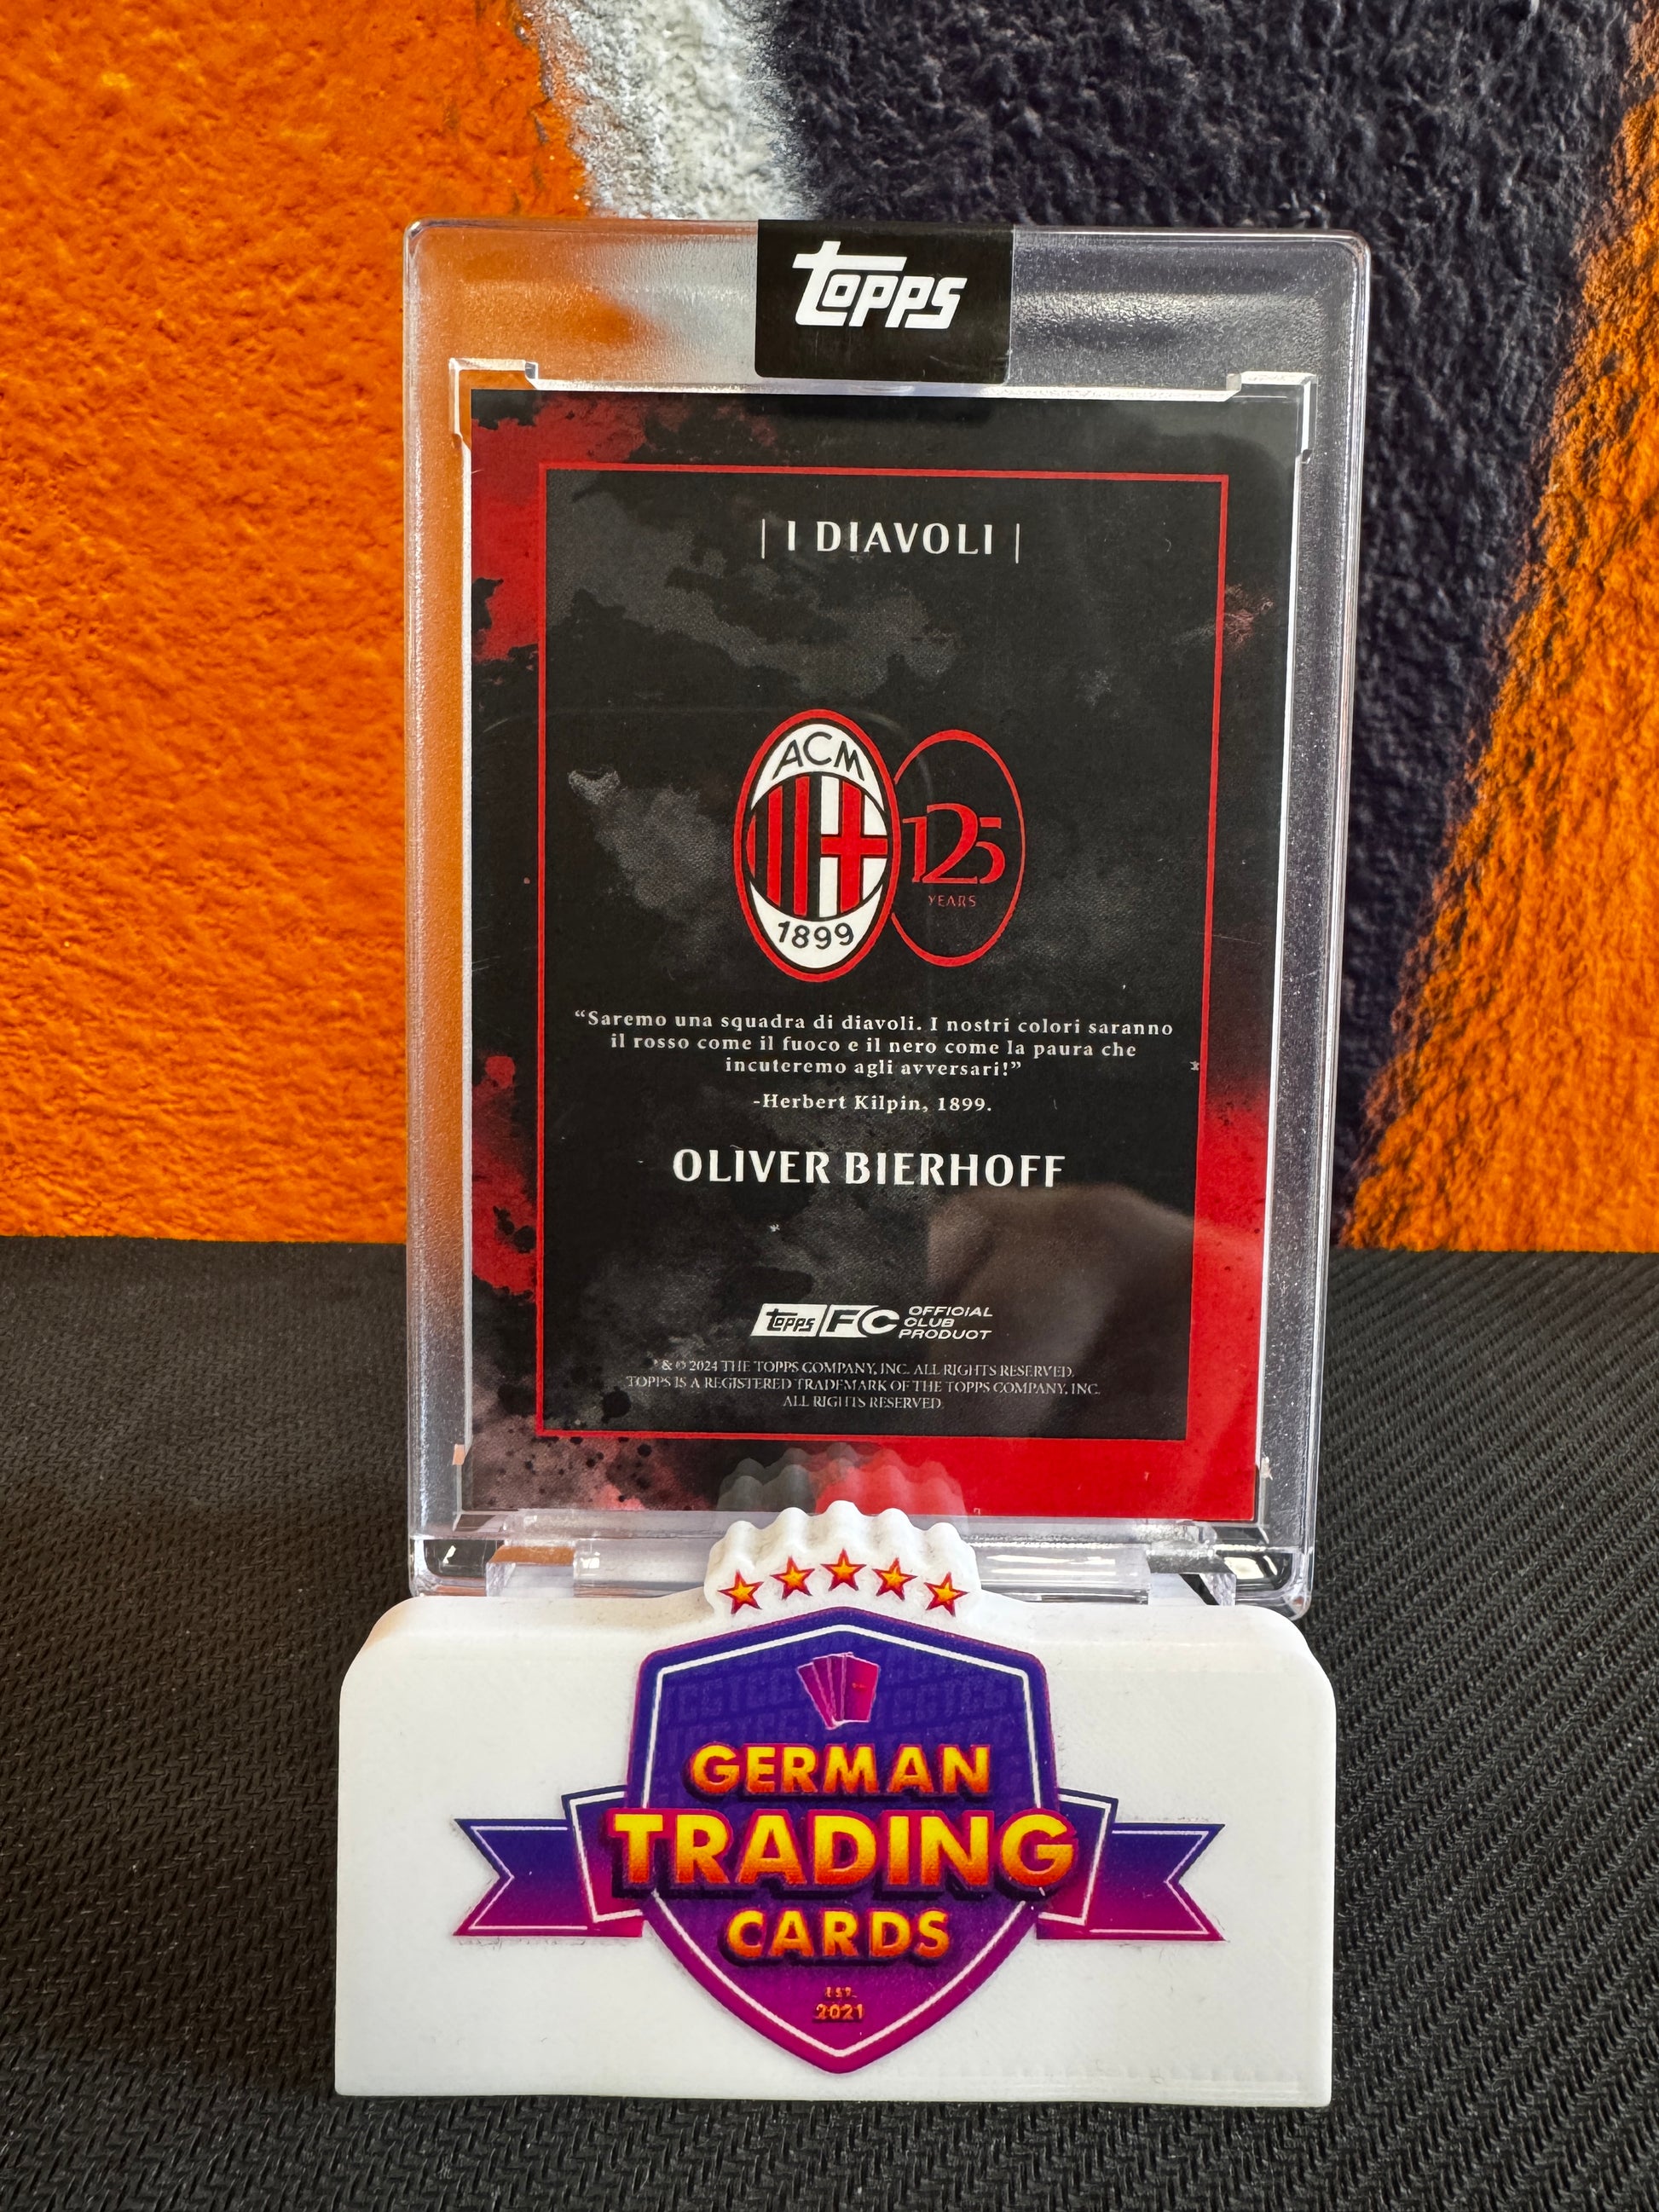 Topps
| I DIAVOLI |
ACM
1899
125
YEARS
“Saremo una squadra di diavoli. I nostri colori saranno
il rosso come il fuoco e il nero come la paura che
incuteremo agli avversari!”
-Herbert Kilpin, 1899.
OLIVER BIERHOFF
Topps FC OFFICIAL
CLUB
PRODUCT
® & © 2024 THE TOPPS COMPANY, INC. ALL RIGHTS RESERVED.
TOPPS IS A REGISTERED TRADEMARK OF THE TOPPS COMPANY, INC.
ALL RIGHTS RESERVED.
GERMAN
TRADING
CARDS
EST.
2021